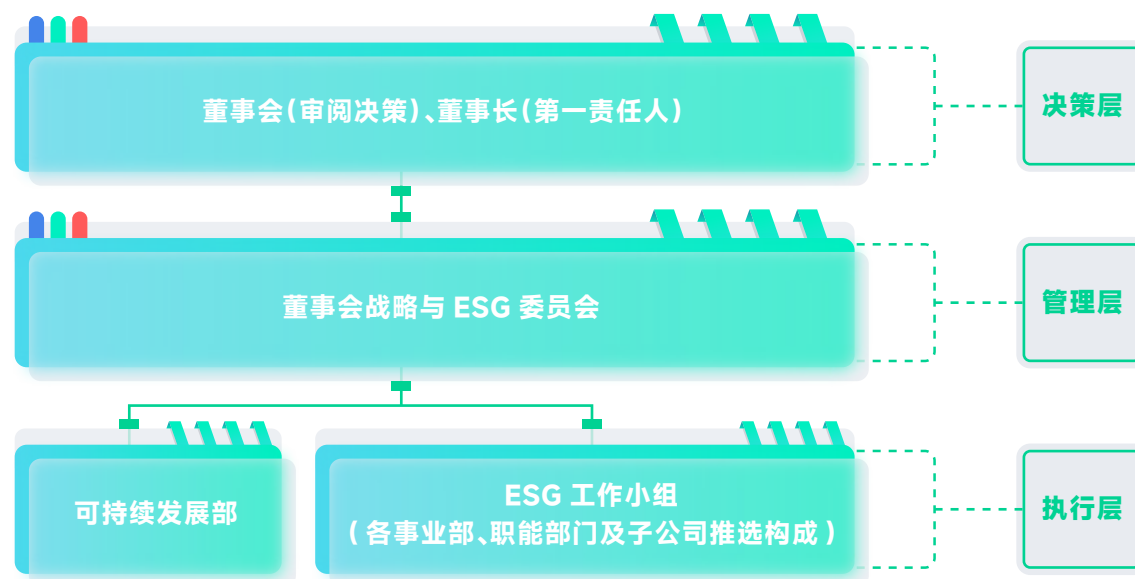 董事会(审阅决策)、董事长(第一责任人)
决策层
董事会战略与 ESG 委员会
管理层
可持续发展部
ESG 工作小组
( 各事业部、职能部门及子公司推选构成 )
执行层